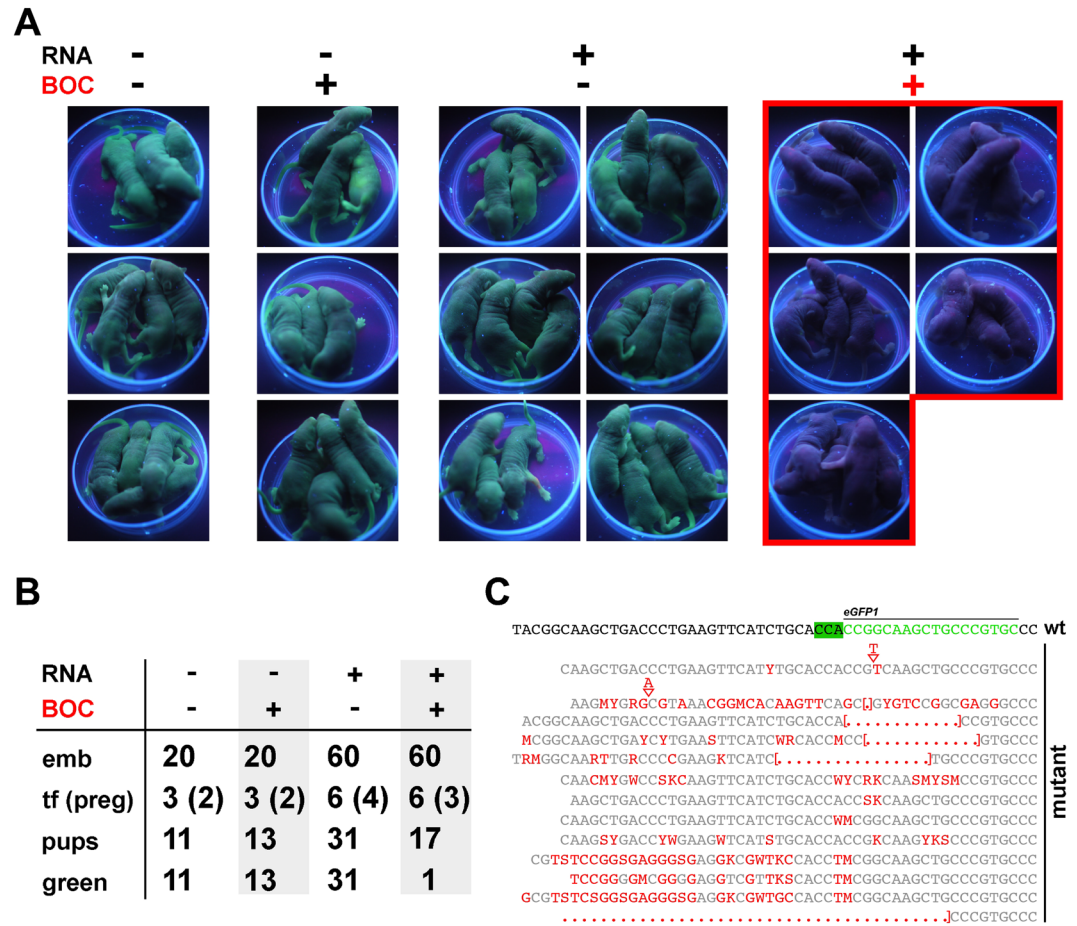 A
RNA - - + +
BOC - + - +
B
RNA - - + +
BOC - + - +
emb 20 20 60 60
tf (preg) 3 (2) 3 (2) 6 (4) 6 (3)
pups 11 13 31 17
green 11 13 31 1
C
eGFP1
TACGGCAAGCTGACCCTGAAGTTCATCTGCACCACCGGCAAGCTGCCCGTGCCC wt
T
CAAGCTGACCCTGAAGTTCATYTGCACCACCGTCAAGCTGCCCGTGCCC
A
AAGMYGRGCGTAAACGGMCACAAGTTCAGC[.]GYGTCCGGCGAGGGCCC
ACGGCAAGCTGACCCTGAAGTTCATCTGCACCA[...........]CCGTGCCC
MCGGCAAGCTGAYCYTGAASTTCATCWRCACCMCC[...........]GTGCCC
TRMGGCAARTTGRCCCCGAAGKTCATC[...............]TGCCCGTGCCC
CAACMYGWCCSKCAAGTTCATCTGCACCWYCRKCAASMYSMCCGTGCCC
AAGCTGACCCTGAAGTTCATCTGCACCACCSKCAAGCTGCCCGTGCCC
CAAGCTGACCCTGAAGTTCATCTGCACCWMCGGCAAGCTGCCCGTGCCC
CAAGSYGACCYWGAAGWTCATSTGCACCACCGKCAAGYKSCCCGTGCCC
CGTSTCCGGSGAGGGSGAGGKCGWTKCCACCTMCGGCAAGCTGCCCGTGCCC
TCCGGGGMCGGGGAGGTCGTTKSCACCTMCGGCAAGCTGCCCGTGCCC
GCGTSTCSGGSGAGGGSGAGGKCGWTGCCACCTMCGGCAAGCTGCCCGTGCCC
.......................................]CCCGTGCCC
mutant